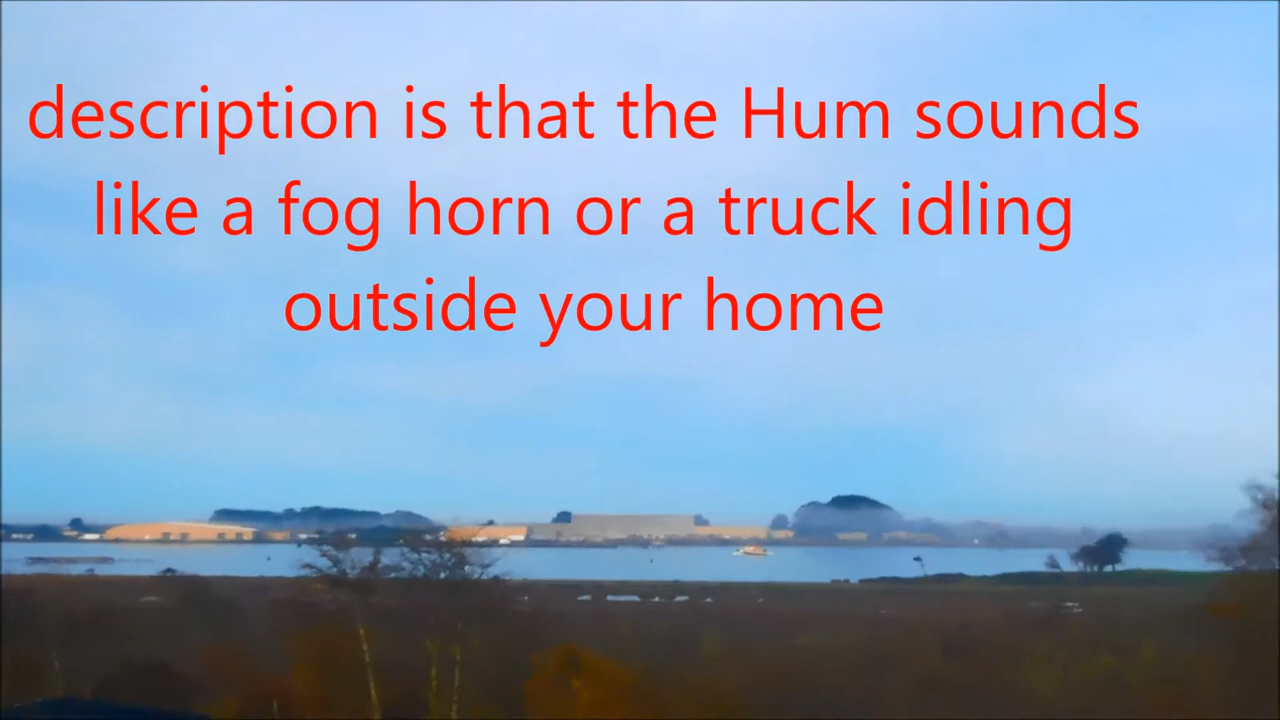 description is that the Hum sounds
like a fog horn or a truck idling
outside your home